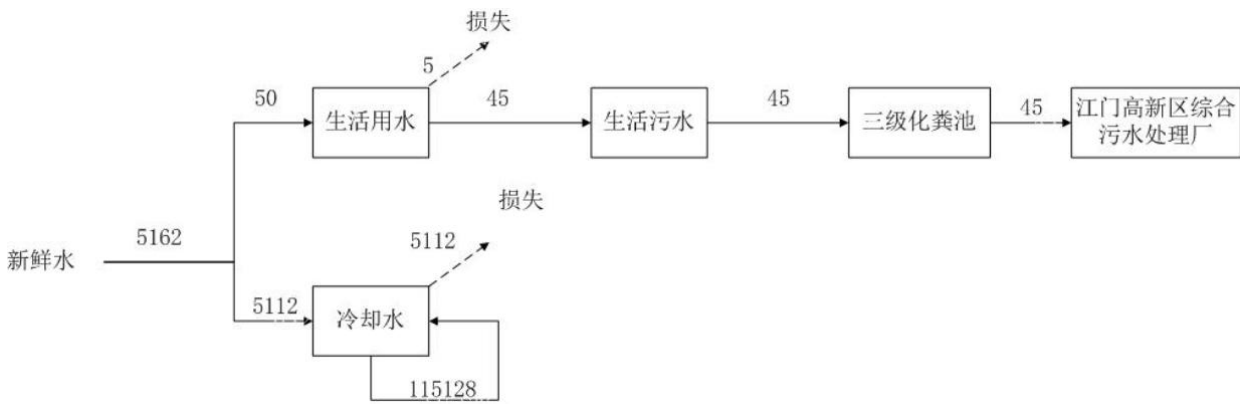 损失
5
50
生活用水
45
生活污水
45
三级化粪池
45
江门高新区综合
污水处理厂
损失
5112
5162
新鲜水
5112
冷却水
115128